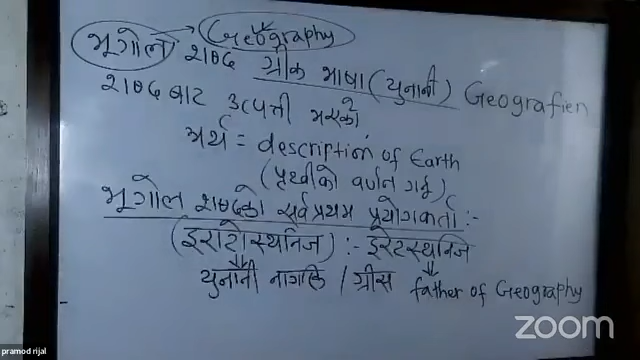 भूगोल → Geography
शब्द ग्रीक भाषा (युनानी) Geografien
शब्दबाट उत्पत्ती भएको
अर्थ = description of Earth
(पृथ्वीको वर्णन गर्नु)
भूगोल शब्दको सर्वप्रथम प्रयोगकर्ता :-
(इराटोस्थनिज) :- इरेटस्थनिज
युनानी नागरिक / ग्रीस father of Geography
zoom
pramod rijal